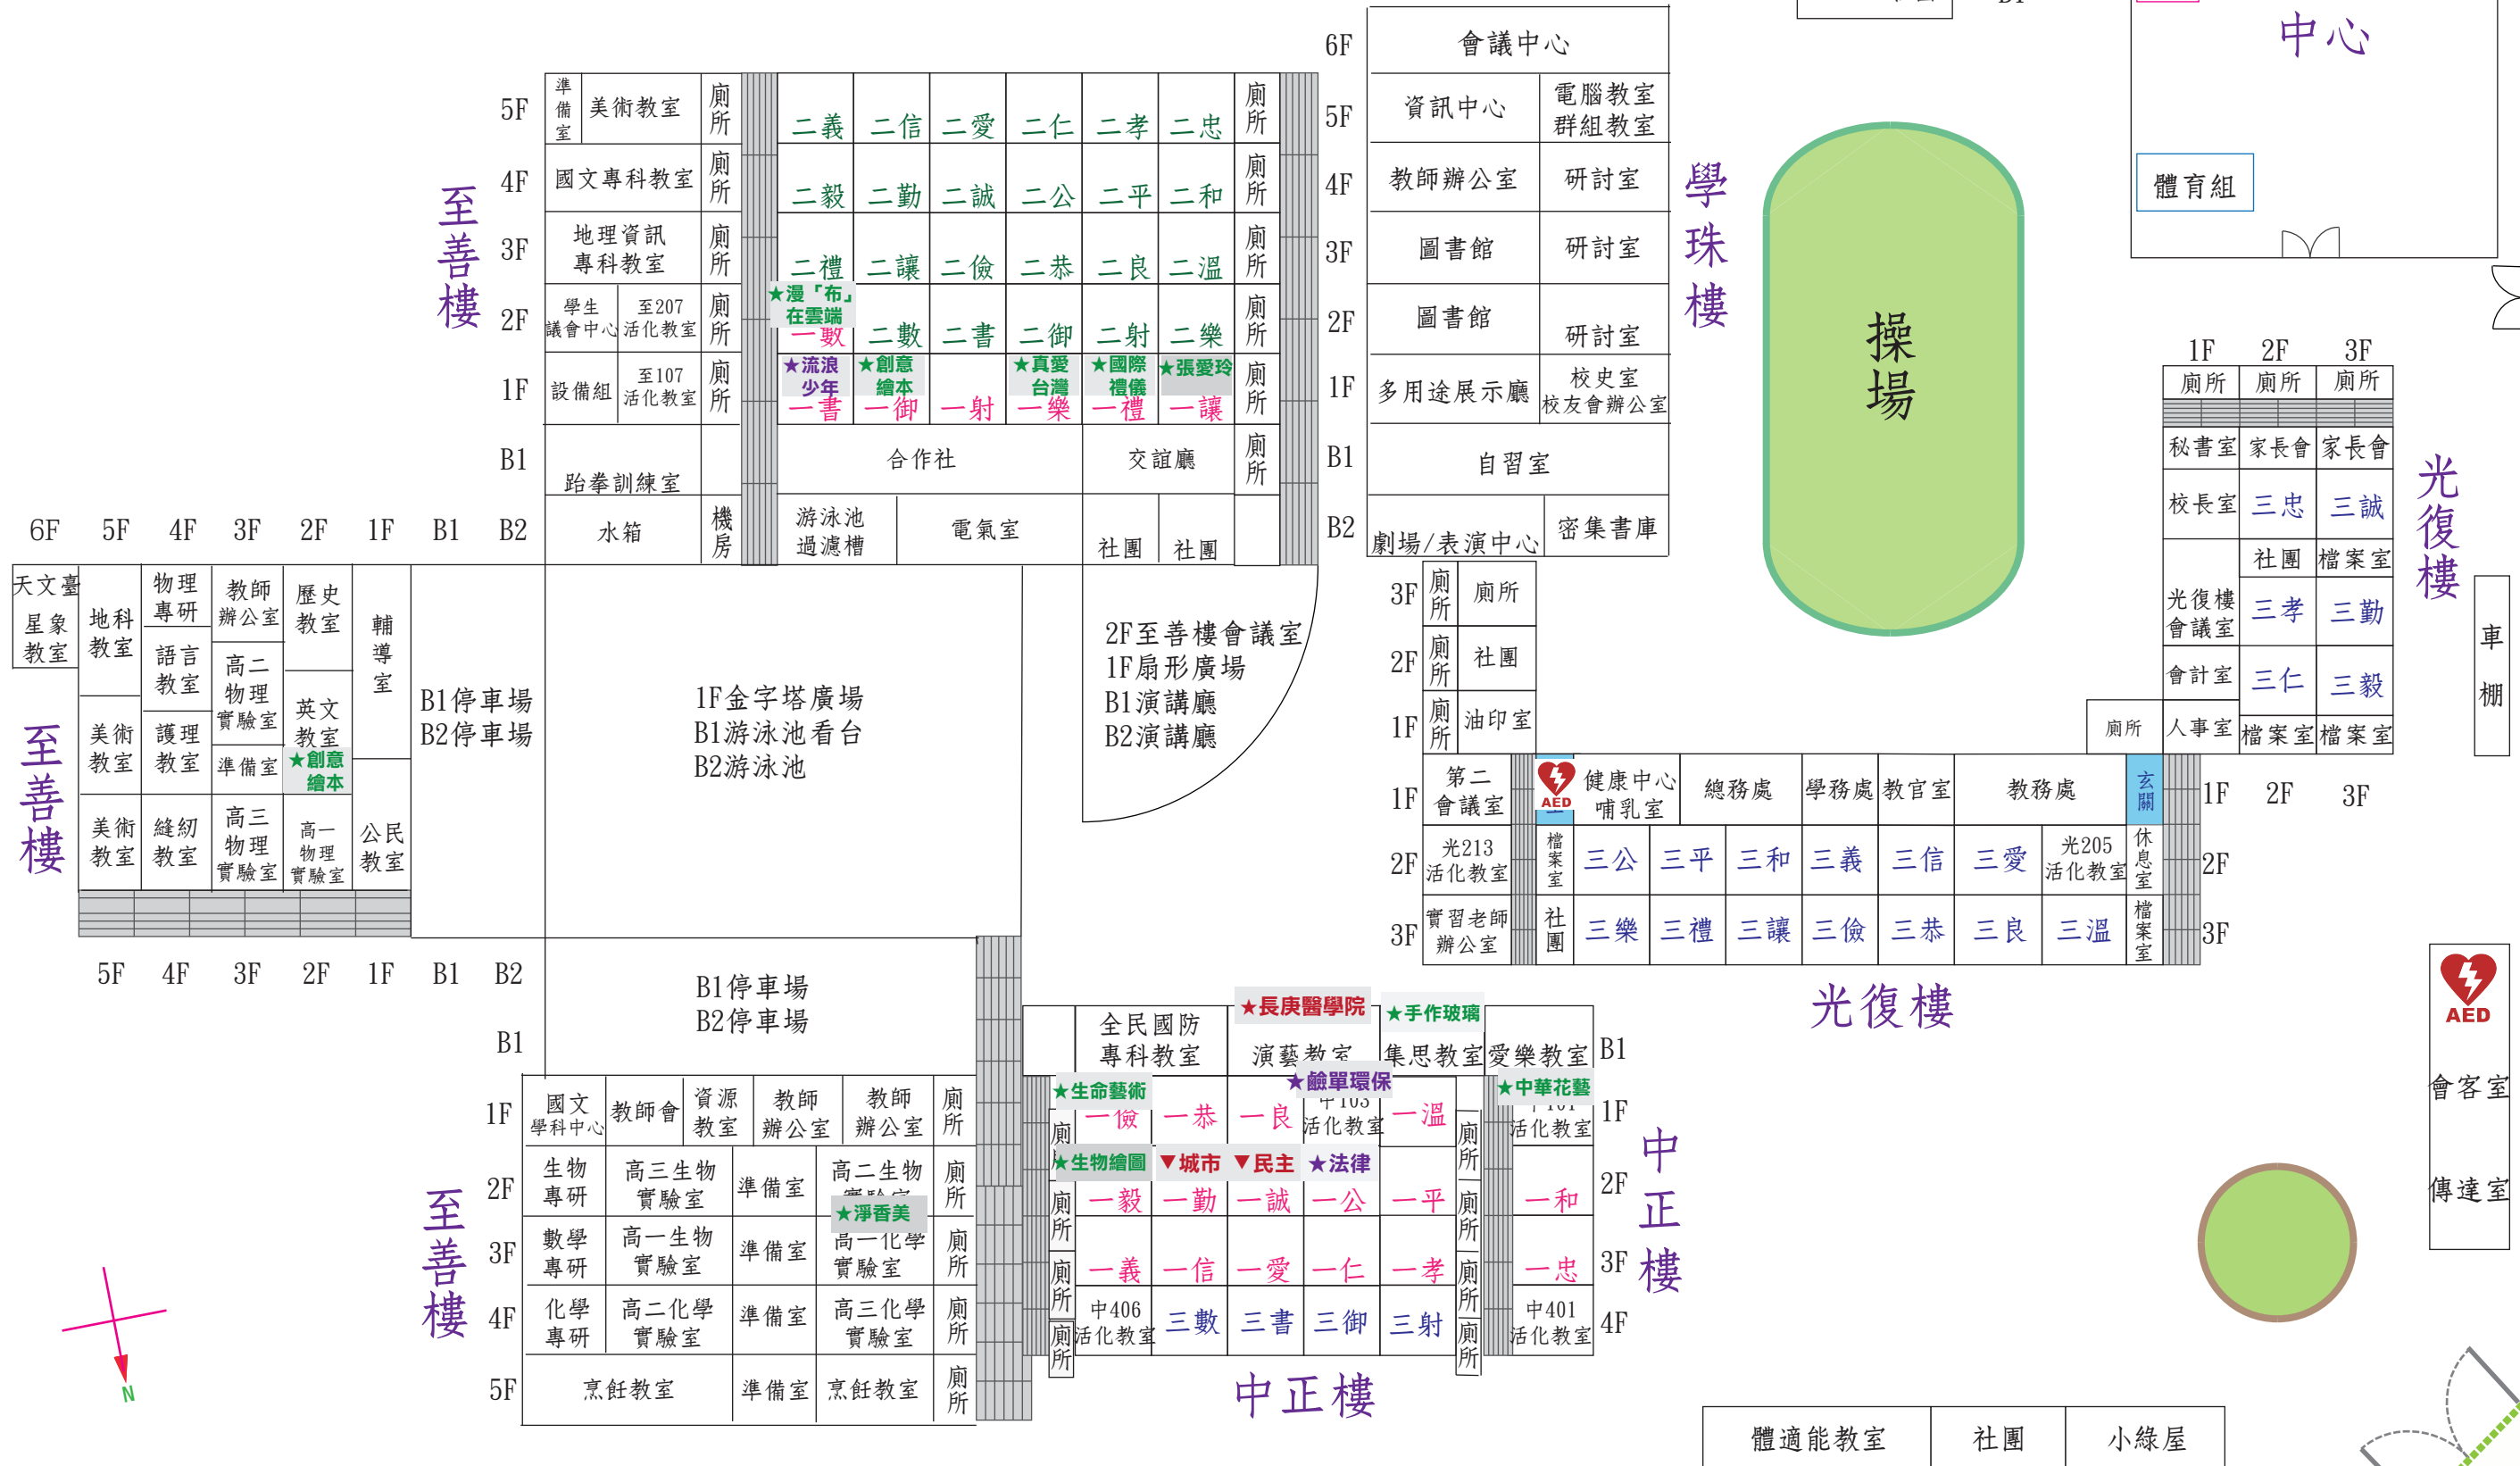 中心
體育組
6F
會議中心
5F
資訊中心
電腦教室
群組教室
4F
教師辦公室
研討室
3F
圖書館
研討室
2F
圖書館
研討室
1F
多用途展示廳
校史室
校友會辦公室
B1
自習室
B2
劇場/表演中心
密集書庫
學珠樓
操場
至善樓
5F
準備室
美術教室
廁所
二義
二信
二愛
二仁
二孝
二忠
廁所
4F
國文專科教室
廁所
二毅
二勤
二誠
二公
二平
二和
廁所
3F
地理資訊
專科教室
廁所
二禮
二讓
二儉
二恭
二良
二溫
廁所
2F
學生
議會中心
至207
活化教室
廁所
★漫「布」
在雲端
一數
二數
二書
二御
二射
二樂
廁所
1F
設備組
至107
活化教室
廁所
★流浪
少年
一書
★創意
繪本
一御
一射
★真愛
台灣
一樂
★國際
禮儀
一禮
★張愛玲
一讓
廁所
B1
跆拳訓練室
合作社
交誼廳
廁所
B2
水箱
機房
游泳池
過濾槽
電氣室
社團
社團
6F
5F
4F
3F
2F
1F
B1
天文臺
星象
教室
地科
教室
美術
教室
美術
教室
物理
專研
語言
教室
護理
教室
縫紉
教室
教師
辦公室
高二
物理
實驗室
準備室
高三
物理
實驗室
歷史
教室
英文
教室
★創意
繪本
高一
物理
實驗室
輔導室
公民
教室
至善樓
5F
4F
3F
2F
1F
B1
B2
B1停車場
B2停車場
1F金字塔廣場
B1游泳池看台
B2游泳池
2F至善樓會議室
1F扇形廣場
B1演講廳
B2演講廳
B1停車場
B2停車場
B1
1F
國文
學科中心
教師會
資源
教室
教師
辦公室
教師
辦公室
廁所
2F
生物
專研
高三生物
實驗室
準備室
高二生物
廁所
★淨香美
3F
數學
專研
高一生物
實驗室
準備室
高一化學
實驗室
廁所
4F
化學
專研
高二化學
實驗室
準備室
高三化學
實驗室
廁所
5F
烹飪教室
準備室
烹飪教室
廁所
至善樓
N
3F
廁所
廁所
2F
廁所
社團
1F
廁所
油印室
1F
第二
會議室
AED
健康中心
哺乳室
總務處
學務處
教官室
教務處
玄關
1F
2F
3F
2F
光213
活化教室
檔案室
三公
三平
三和
三義
三信
三愛
光205
活化教室
休息室
2F
3F
實習老師
辦公室
社團
三樂
三禮
三讓
三儉
三恭
三良
三溫
檔案室
3F
光復樓
1F
2F
3F
廁所
廁所
廁所
秘書室
家長會
家長會
校長室
三忠
三誠
社團
檔案室
光復樓
會議室
三孝
三勤
會計室
三仁
三毅
廁所
人事室
檔案室
檔案室
光復樓
車棚
AED
會客室
傳達室
全民國防
專科教室
★長庚醫學院
演藝教室
★手作玻璃
集思教室
愛樂教室
B1
★生命藝術
一儉
一恭
一良
★鹼單環保
中103
活化教室
一溫
廁所
★中華花藝
活化教室
1F
★生物繪圖
一毅
▼城市
一勤
▼民主
一誠
★法律
一公
一平
廁所
一和
2F
廁所
一義
一信
一愛
一仁
一孝
廁所
一忠
3F
廁所
中406
活化教室
三數
三書
三御
三射
廁所
中401
活化教室
4F
廁所
中正樓
中正樓
體適能教室
社團
小綠屋